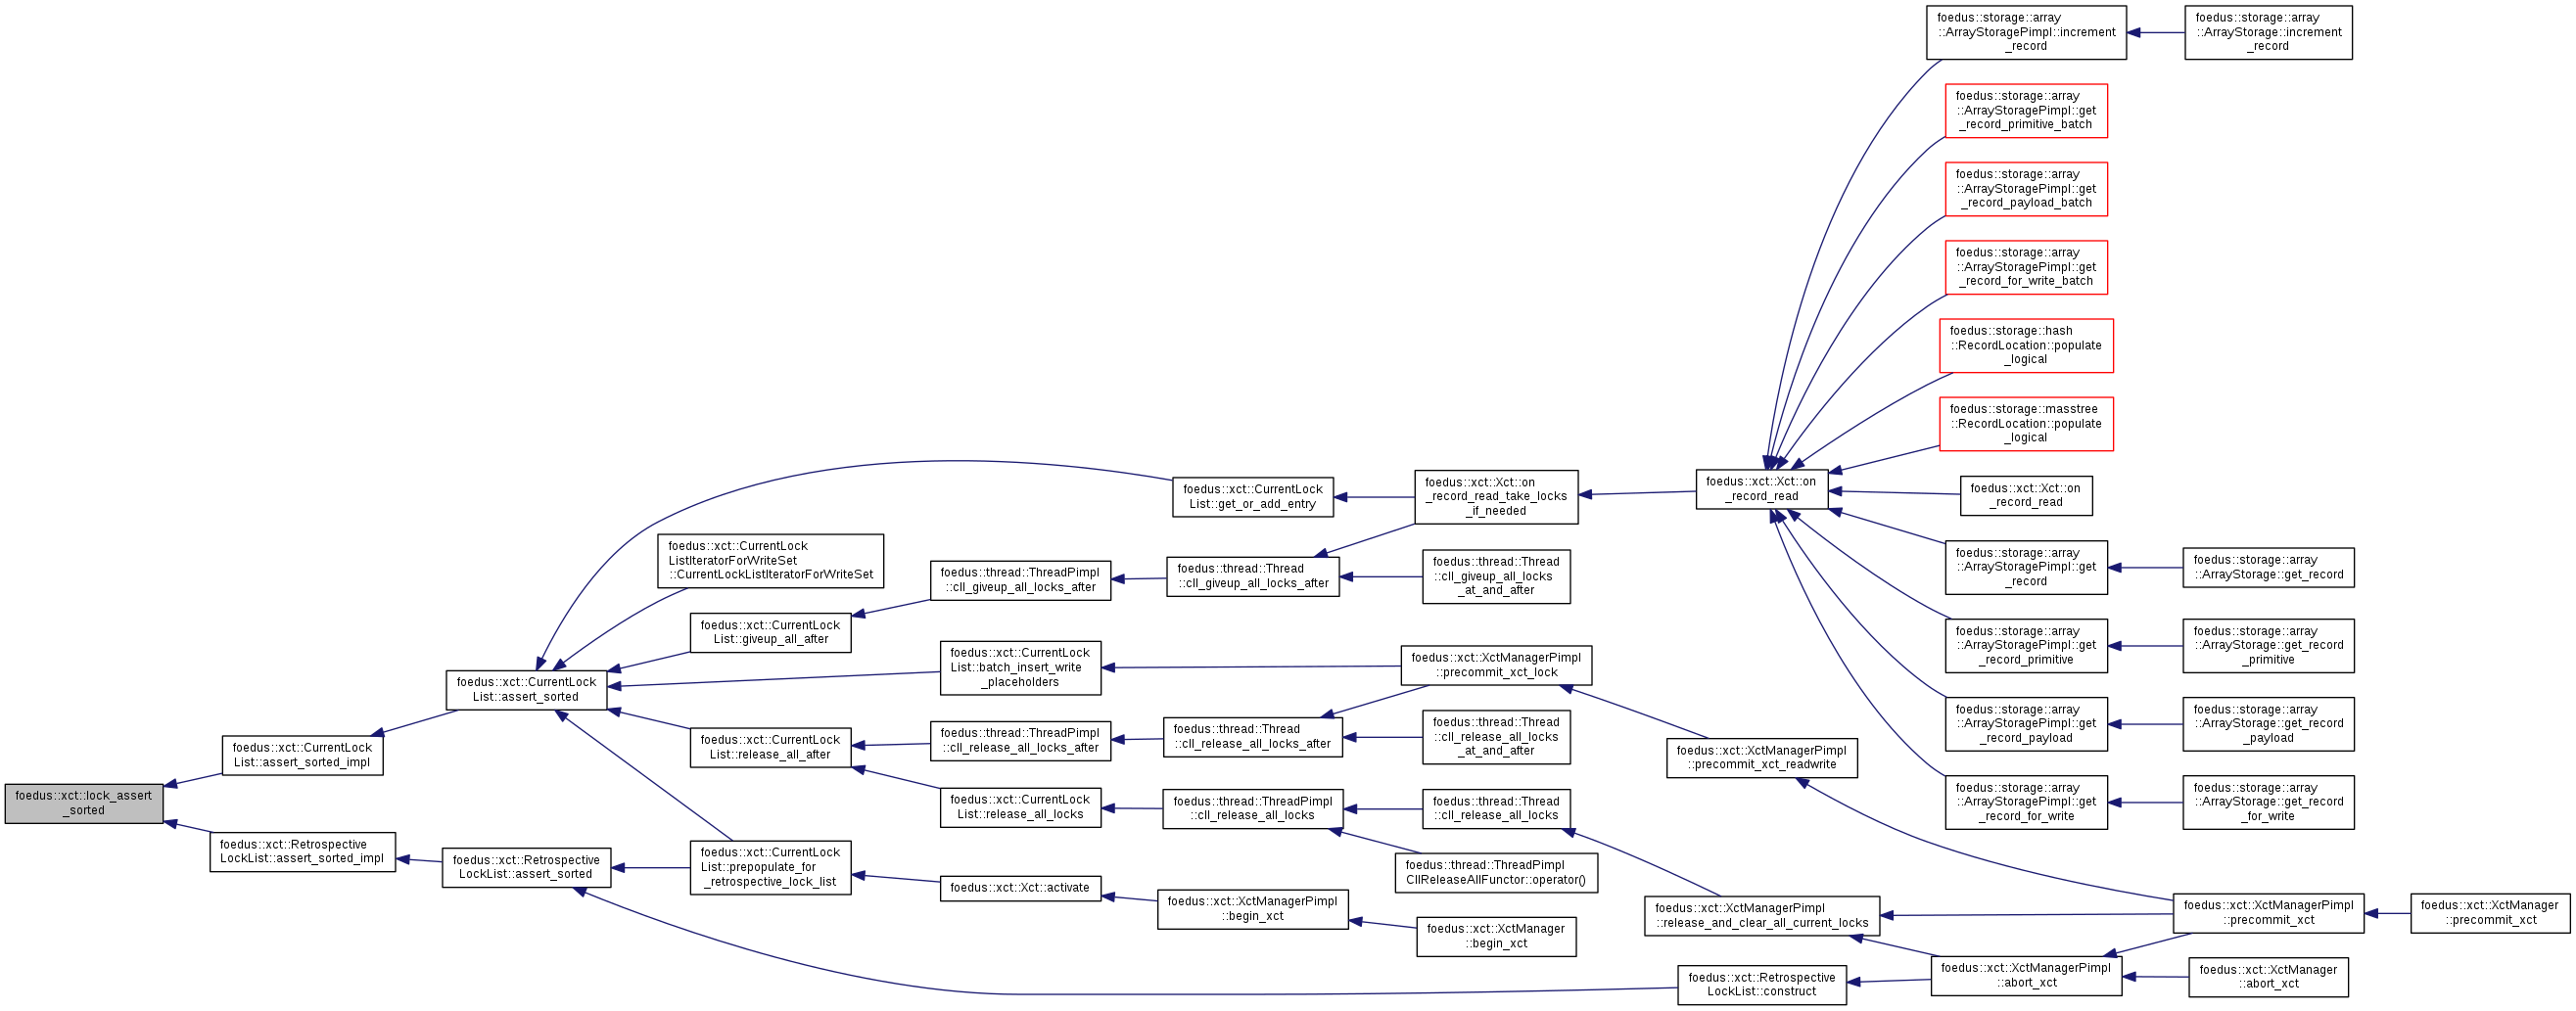 foedus::xct::lock_assert
_sorted
foedus::xct::CurrentLock
List::assert_sorted_impl
foedus::xct::Retrospective
LockList::assert_sorted_impl
foedus::xct::CurrentLock
List::assert_sorted
foedus::xct::Retrospective
LockList::assert_sorted
foedus::xct::CurrentLock
ListIteratorForWriteSet
::CurrentLockListIteratorForWriteSet
foedus::xct::CurrentLock
List::giveup_all_after
foedus::xct::CurrentLock
List::release_all_after
foedus::xct::CurrentLock
List::prepopulate_for
_retrospective_lock_list
foedus::thread::ThreadPimpl
::cll_giveup_all_locks_after
foedus::xct::CurrentLock
List::batch_insert_write
_placeholders
foedus::thread::ThreadPimpl
::cll_release_all_locks_after
foedus::xct::CurrentLock
List::release_all_locks
foedus::xct::Xct::activate
foedus::xct::CurrentLock
List::get_or_add_entry
foedus::thread::Thread
::cll_giveup_all_locks_after
foedus::thread::Thread
::cll_release_all_locks_after
foedus::thread::ThreadPimpl
::cll_release_all_locks
foedus::xct::XctManagerPimpl
::begin_xct
foedus::xct::Xct::on
_record_read_take_locks
_if_needed
foedus::thread::Thread
::cll_giveup_all_locks
_at_and_after
foedus::xct::XctManagerPimpl
::precommit_xct_lock
foedus::thread::Thread
::cll_release_all_locks
_at_and_after
foedus::thread::Thread
::cll_release_all_locks
foedus::thread::ThreadPimpl
CllReleaseAllFunctor::operator()
foedus::xct::XctManager
::begin_xct
foedus::xct::Xct::on
_record_read
foedus::xct::XctManagerPimpl
::precommit_xct_readwrite
foedus::xct::XctManagerPimpl
::release_and_clear_all_current_locks
foedus::xct::Retrospective
LockList::construct
foedus::storage::array
::ArrayStoragePimpl::increment
_record
foedus::storage::array
::ArrayStoragePimpl::get
_record_primitive_batch
foedus::storage::array
::ArrayStoragePimpl::get
_record_payload_batch
foedus::storage::array
::ArrayStoragePimpl::get
_record_for_write_batch
foedus::storage::hash
::RecordLocation::populate
_logical
foedus::storage::masstree
::RecordLocation::populate
_logical
foedus::xct::Xct::on
_record_read
foedus::storage::array
::ArrayStoragePimpl::get
_record
foedus::storage::array
::ArrayStoragePimpl::get
_record_primitive
foedus::storage::array
::ArrayStoragePimpl::get
_record_payload
foedus::storage::array
::ArrayStoragePimpl::get
_record_for_write
foedus::xct::XctManagerPimpl
::abort_xct
foedus::storage::array
::ArrayStorage::increment
_record
foedus::storage::array
::ArrayStorage::get_record
foedus::storage::array
::ArrayStorage::get_record
_primitive
foedus::storage::array
::ArrayStorage::get_record
_payload
foedus::storage::array
::ArrayStorage::get_record
_for_write
foedus::xct::XctManagerPimpl
::precommit_xct
foedus::xct::XctManager
::abort_xct
foedus::xct::XctManager
::precommit_xct